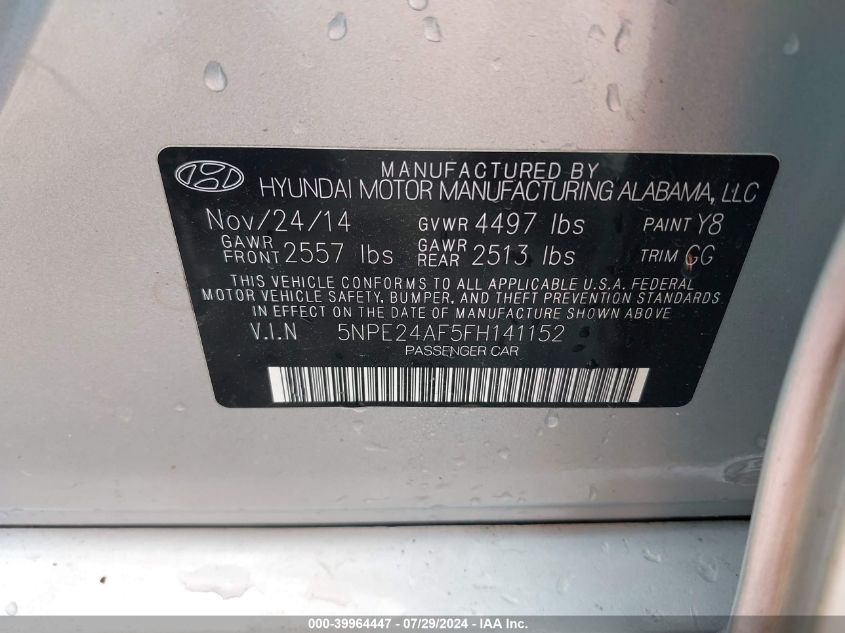 MANUFACTURED BY
HYUNDAI MOTOR MANUFACTURING ALABAMA, LLC
Nov/24/14 GVWR 4497 lbs PAINT Y8
GAWR FRONT 2557 lbs GAWR REAR 2513 lbs TRIM GG
THIS VEHICLE CONFORMS TO ALL APPLICABLE U.S.A. FEDERAL
MOTOR VEHICLE SAFETY, BUMPER, AND THEFT PREVENTION STANDARDS
IN EFFECT ON THE DATE OF MANUFACTURE SHOWN ABOVE
V.I.N 5NPE24AF5FH141152
PASSENGER CAR
000-39964447 - 07/29/2024 - IAA Inc.